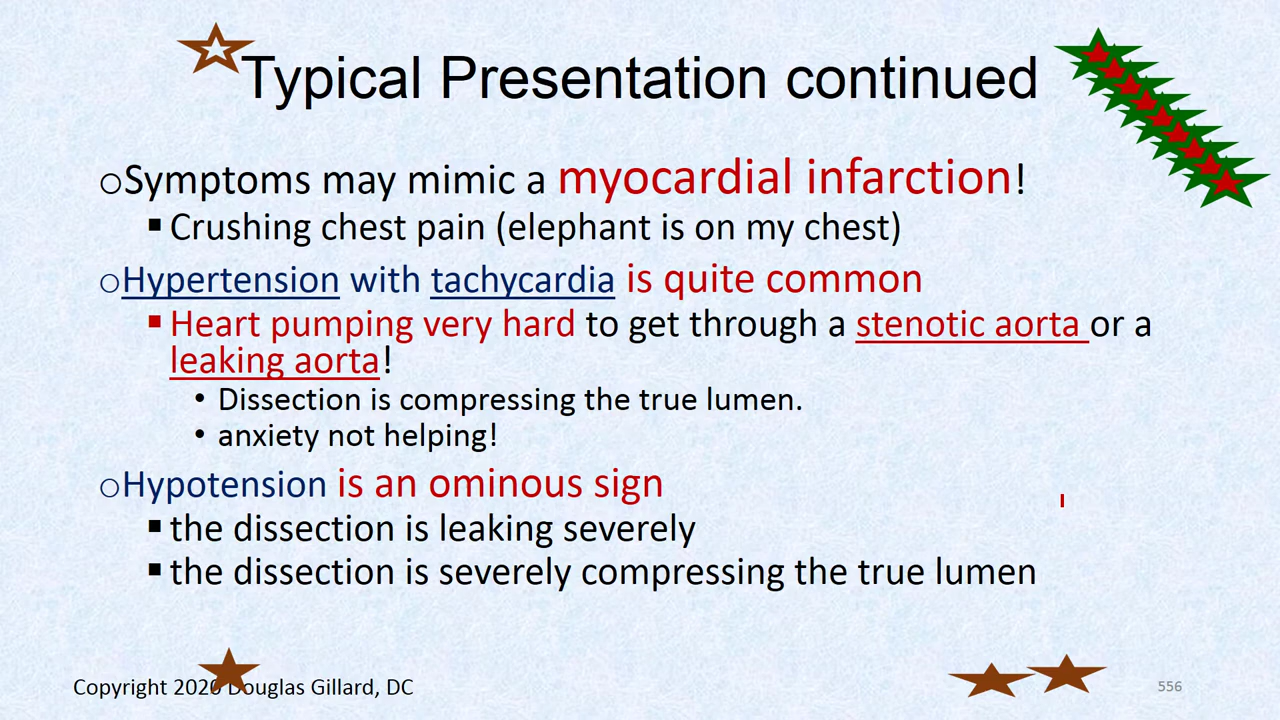 Typical Presentation continued
oSymptoms may mimic a myocardial infarction!
▪ Crushing chest pain (elephant is on my chest)
oHypertension with tachycardia is quite common
▪ Heart pumping very hard to get through a stenotic aorta or a
leaking aorta!
• Dissection is compressing the true lumen.
• anxiety not helping!
oHypotension is an ominous sign
▪ the dissection is leaking severely
▪ the dissection is severely compressing the true lumen
Copyright 2020 Douglas Gillard, DC
556